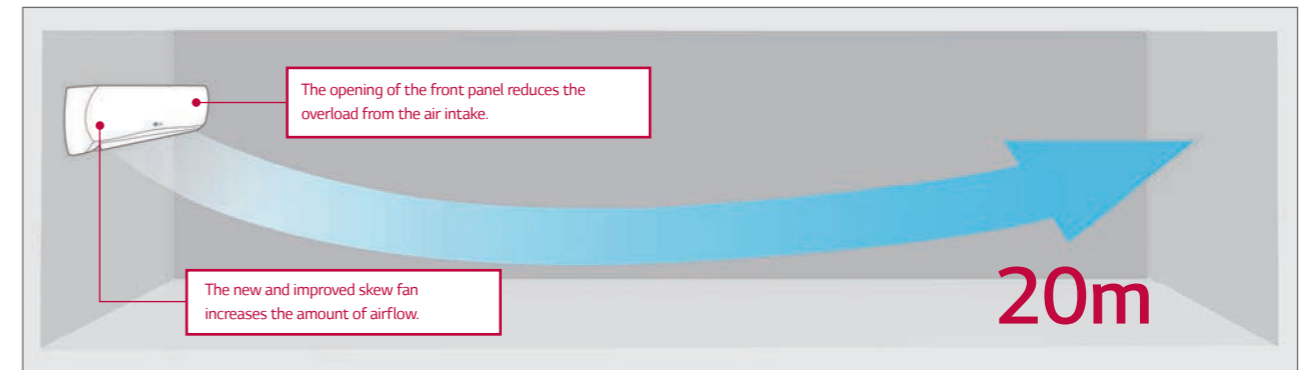 The opening of the front panel reduces the
overload from the air intake.
The new and improved skew fan
increases the amount of airflow.
20m